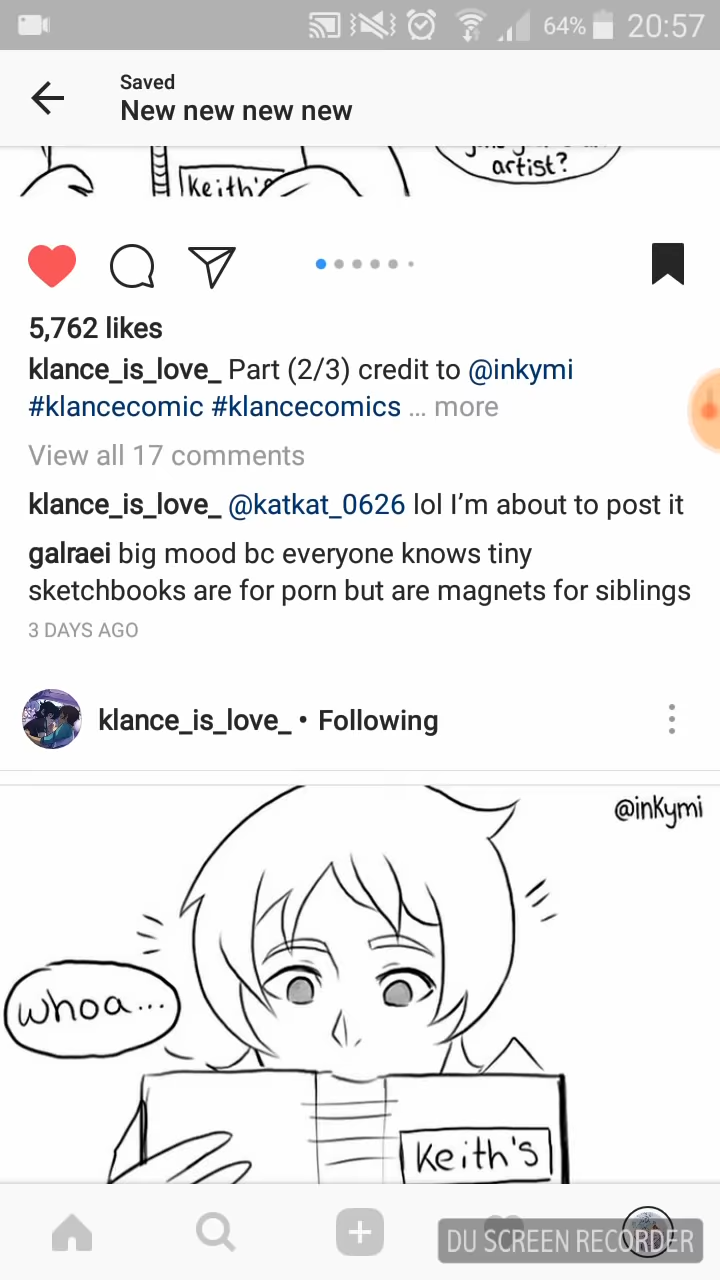 64% 20:57
Saved
New new new new
artist?
Keith's
5,762 likes
klance_is_love_ Part (2/3) credit to @inkymi
#klancecomic #klancecomics ... more
View all 17 comments
klance_is_love_ @katkat_0626 lol I'm about to post it
galraei big mood bc everyone knows tiny
sketchbooks are for porn but are magnets for siblings
3 DAYS AGO
klance_is_love_ • Following
@inkymi
whoa...
Keith's
DU SCREEN RECORDER